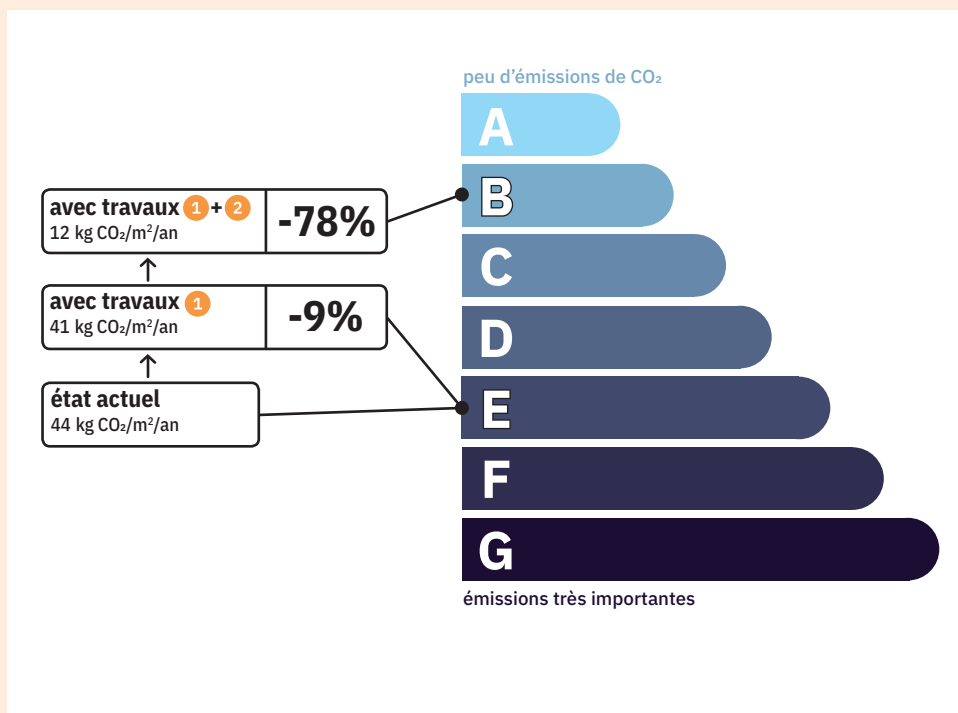 peu d'émissions de CO₂
A
B
C
D
E
F
G
émissions très importantes
avec travaux 1 + 2
12 kg CO₂/m²/an
-78%
avec travaux 1
41 kg CO₂/m²/an
-9%
état actuel
44 kg CO₂/m²/an